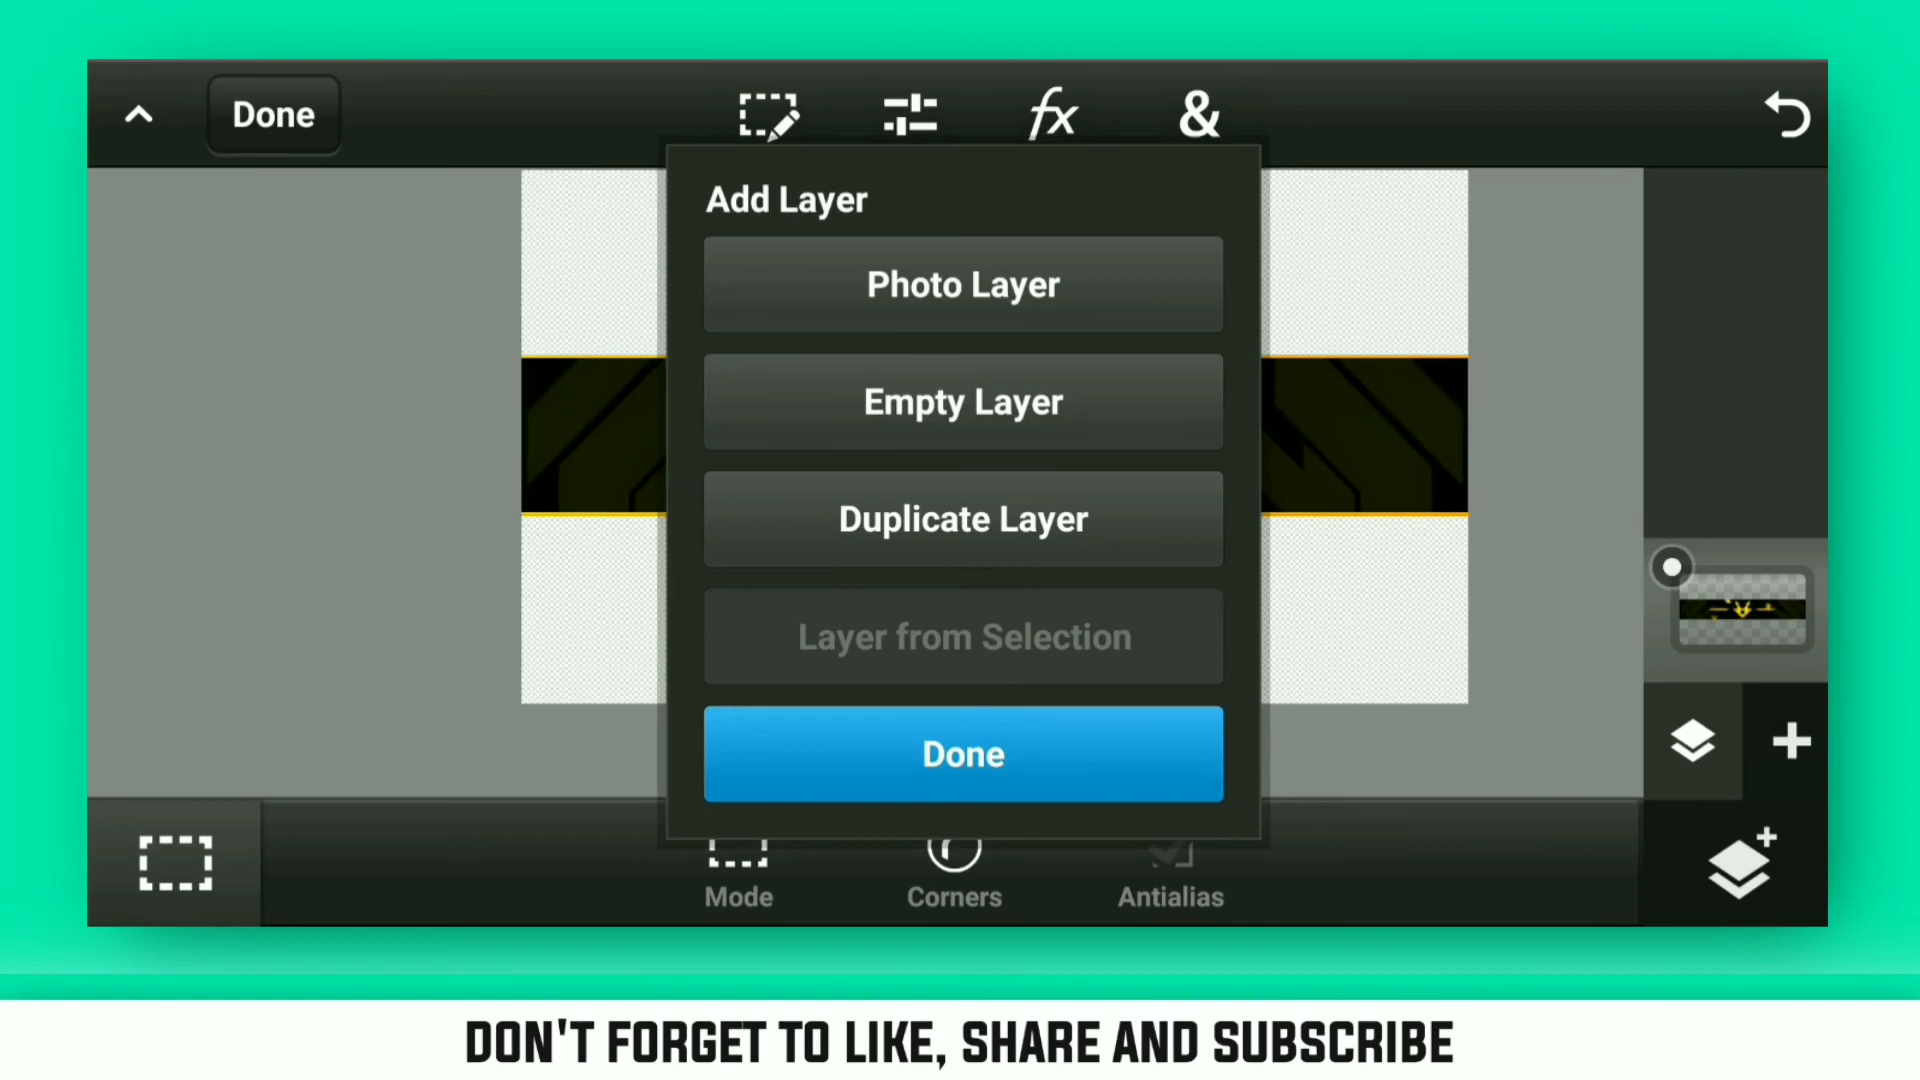 Done
fx
&
Add Layer
Photo Layer
Empty Layer
Duplicate Layer
Layer from Selection
Done
Mode
Corners
Antialias
DON'T FORGET TO LIKE, SHARE AND SUBSCRIBE